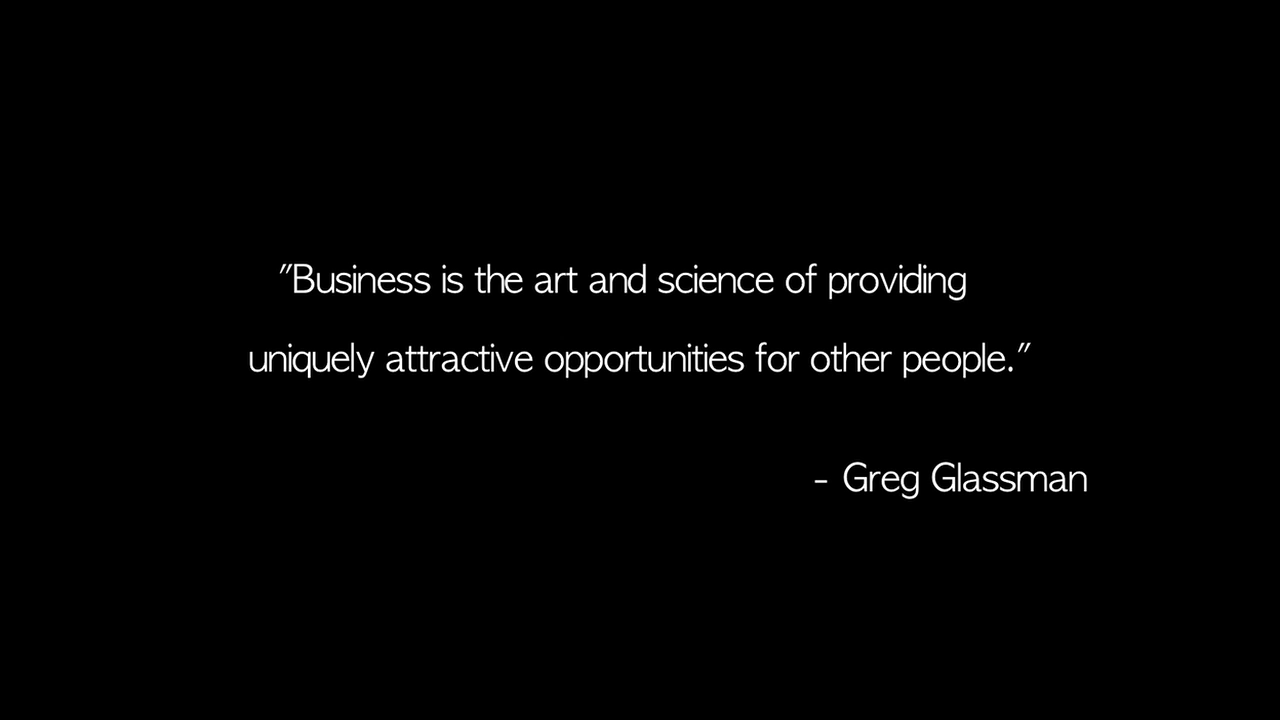 "Business is the art and science of providing
uniquely attractive opportunities for other people."
- Greg Glassman